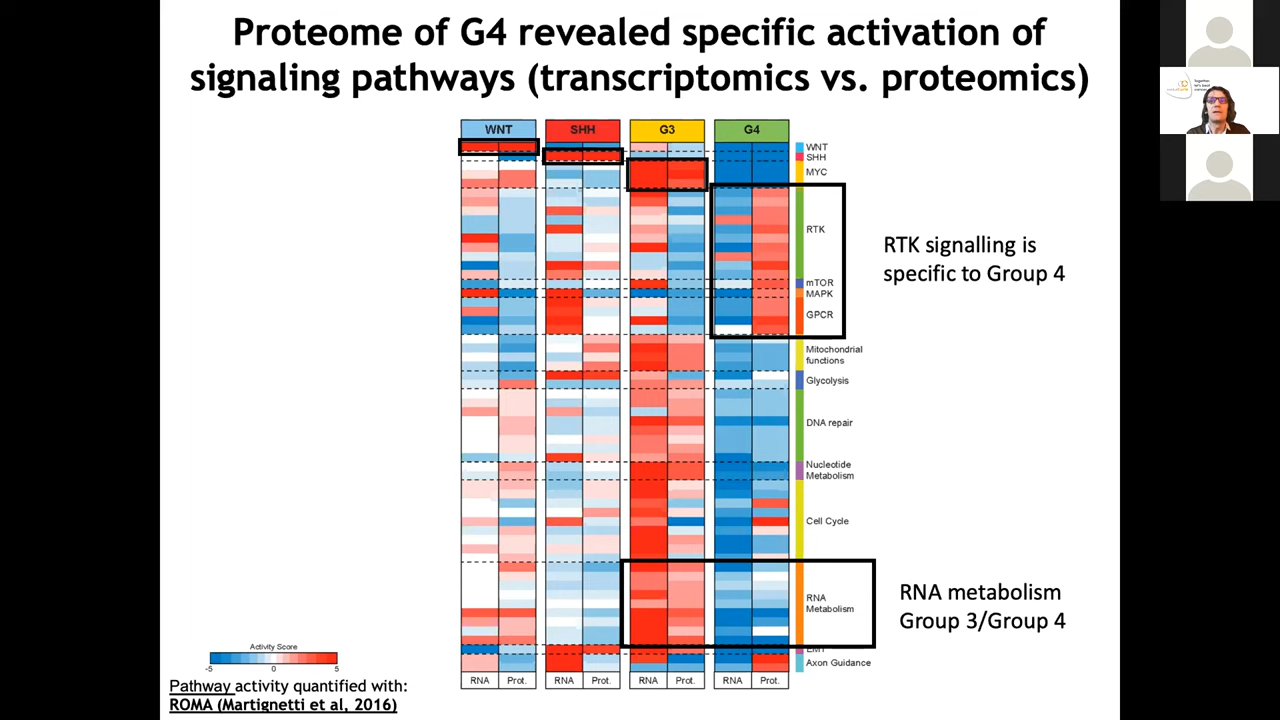 Proteome of G4 revealed specific activation of
signaling pathways (transcriptomics vs. proteomics)
WNT SHH G3 G4
WNT
SHH
MYC
RTK
mTOR
MAPK
GPCR
Mitochondrial
functions
Glycolysis
DNA repair
Nucleotide
Metabolism
Cell Cycle
RNA
Metabolism
EMT
Axon Guidance
RNA Prot. RNA Prot. RNA Prot. RNA Prot.
RTK signalling is
specific to Group 4
RNA metabolism
Group 3/Group 4
Activity Score
-5 0 5
Pathway activity quantified with:
ROMA (Martignetti et al, 2016)
Together